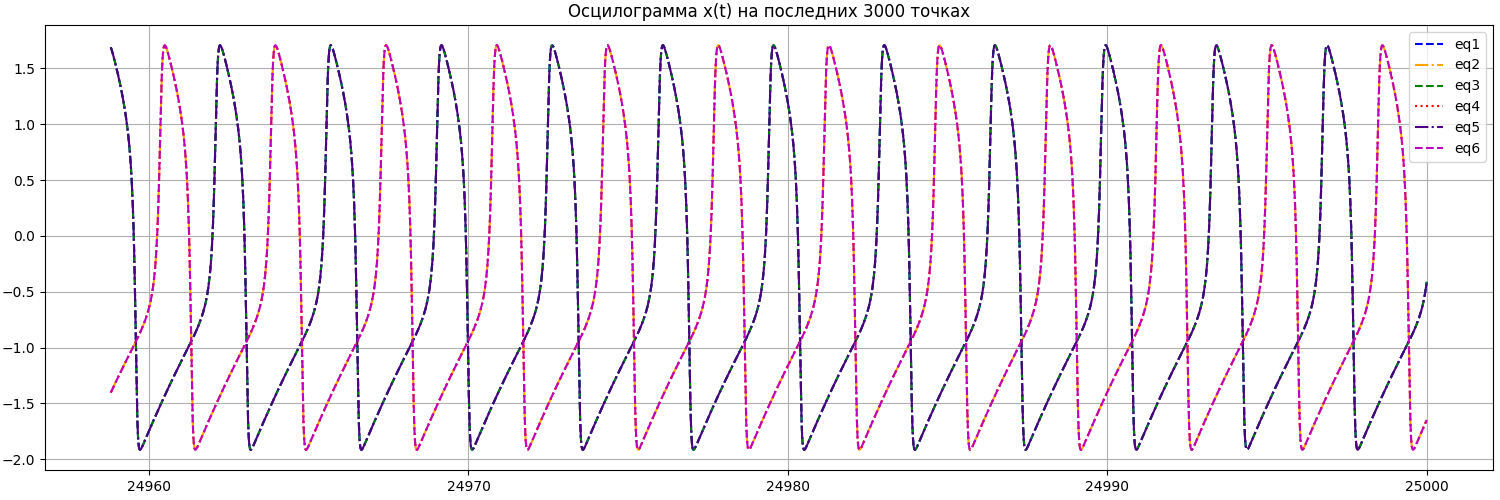 Осцилограмма x(t) на последних 3000 точках
1.5
1.0
0.5
0.0
−0.5
−1.0
−1.5
−2.0
24960
24970
24980
24990
25000
eq1
eq2
eq3
eq4
eq5
eq6